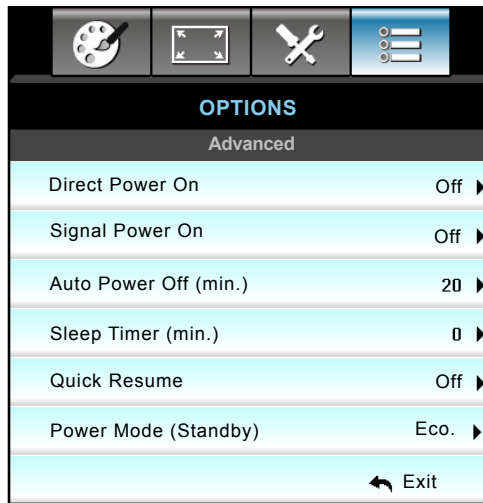 OPTIONS
Advanced
Direct Power On Off
Signal Power On Off
Auto Power Off (min.) 20
Sleep Timer (min.) 0
Quick Resume Off
Power Mode (Standby) Eco.
Exit